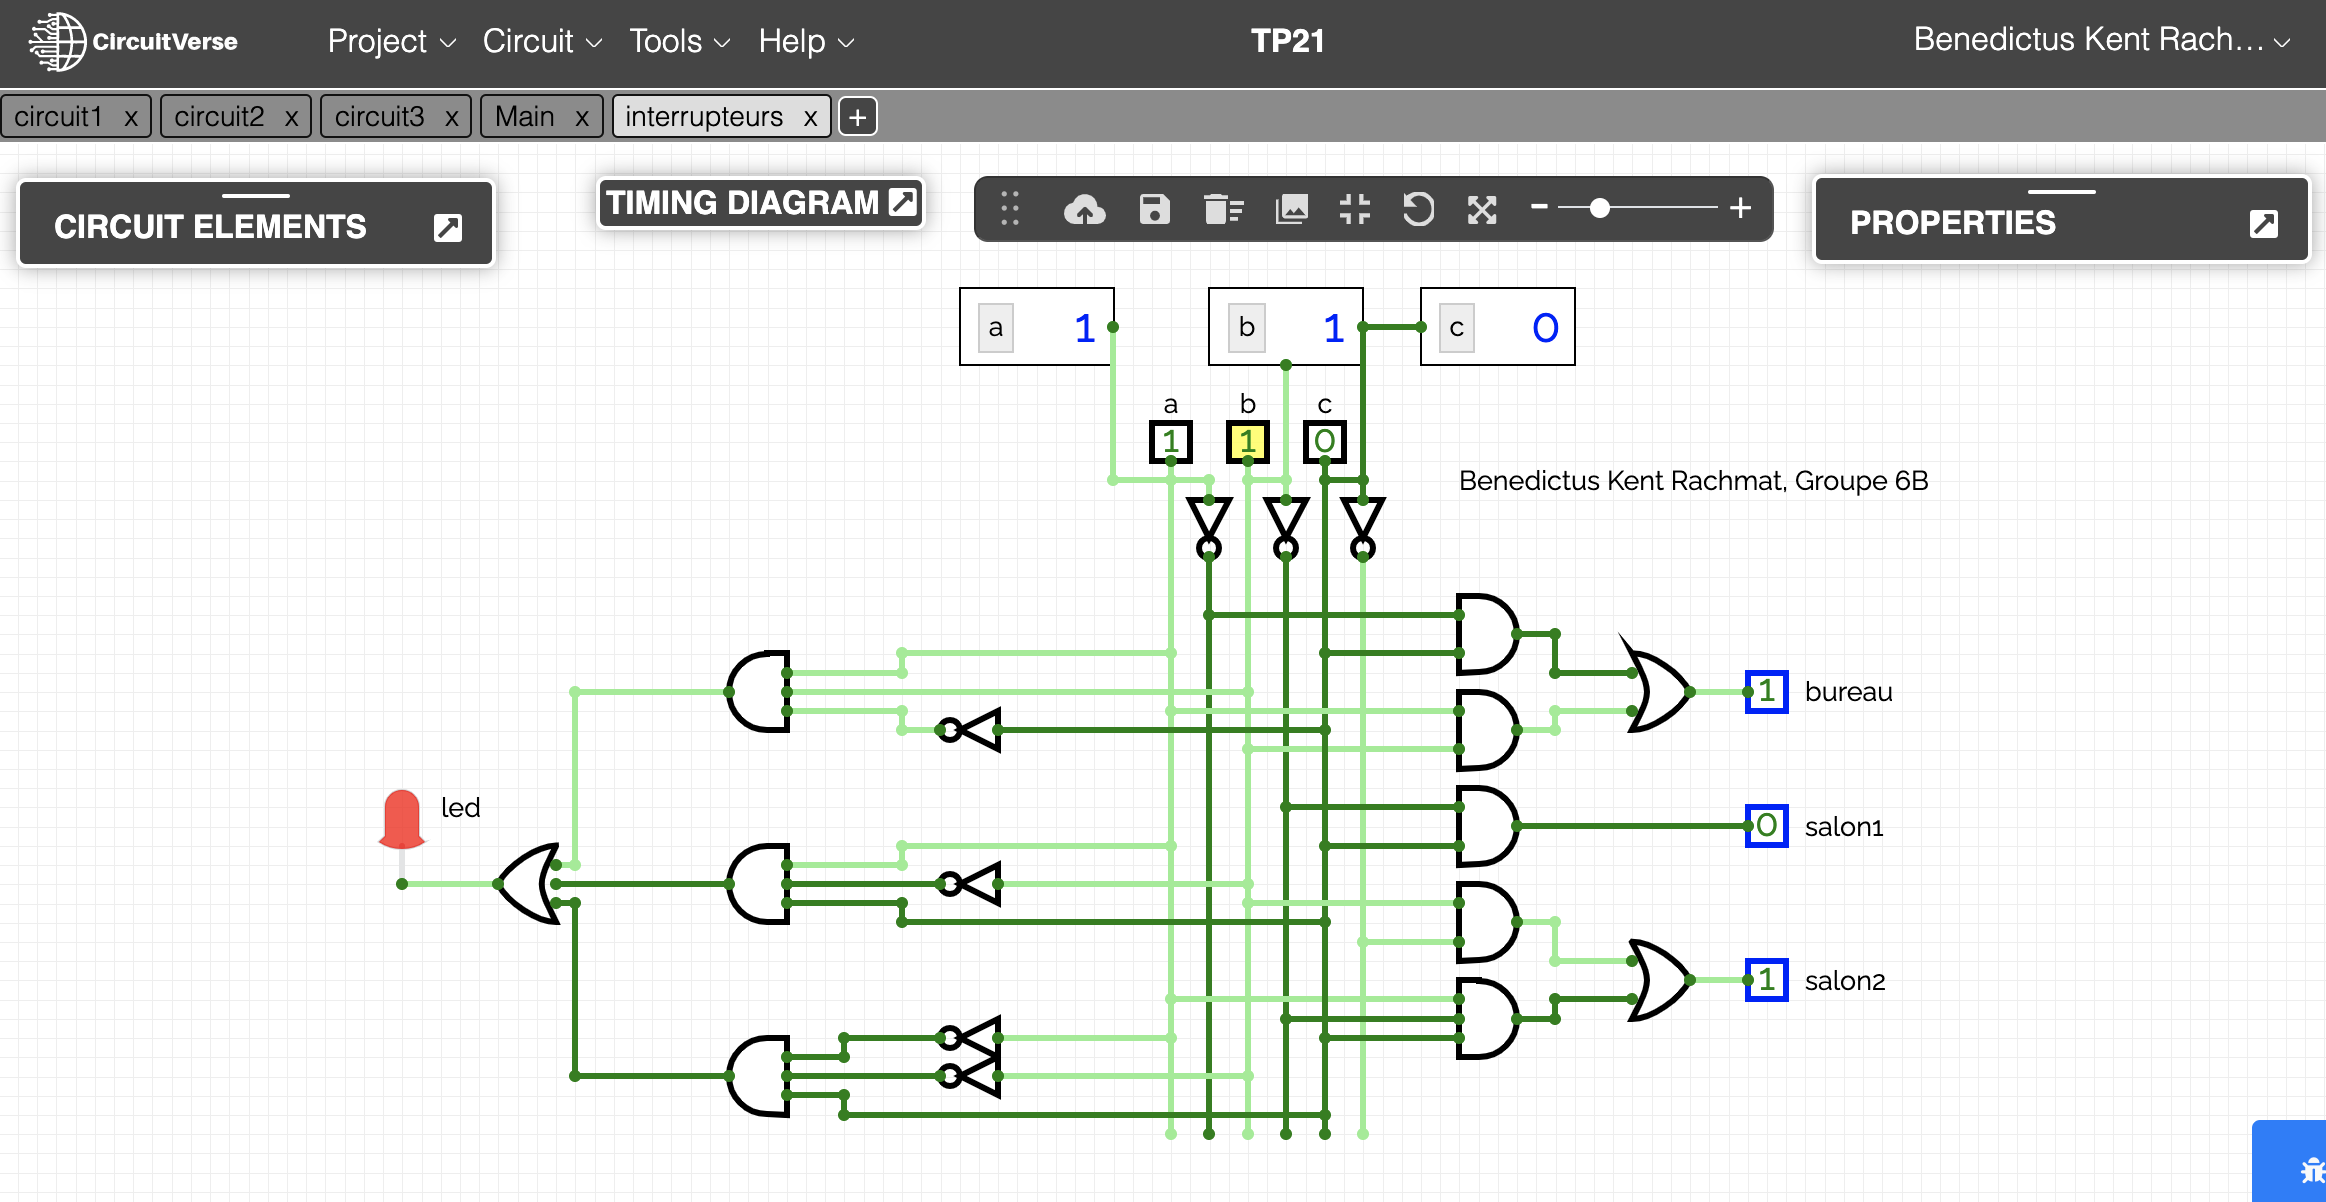 CircuitVerse Project Circuit Tools Help TP21 Benedictus Kent Rach...
circuit1 x circuit2 x circuit3 x Main x interrupteurs x +
CIRCUIT ELEMENTS TIMING DIAGRAM PROPERTIES
a 1 b 1 c 0
a b c
1 1 0
Benedictus Kent Rachmat, Groupe 6B
1 bureau
led
0 salon1
1 salon2